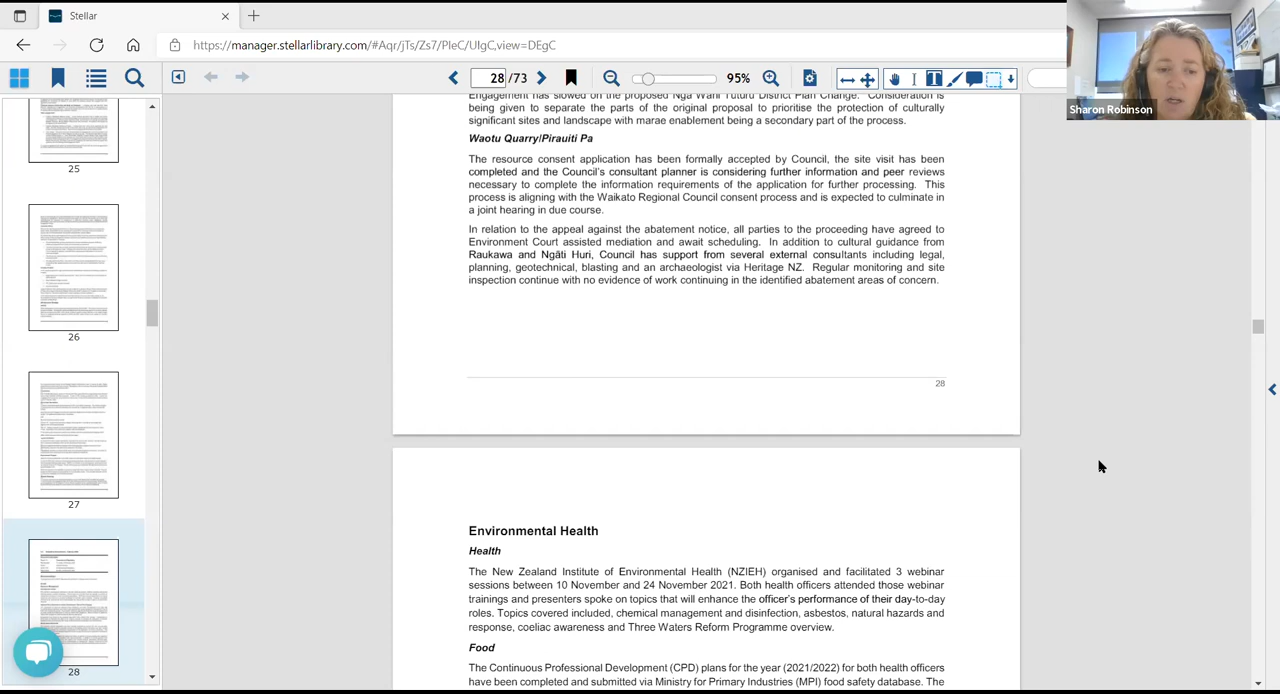 Stellar
https://manager.stellarlibrary.com/#Aqr/jTs/Zs7/PIeC/UIgC,view=DEgC
28 /73
95%
Sharon Robinson
Engagement has slowed on the proposed Ngā Wāhi Tūturu District Plan Change. Consideration is
being given to separate the parts of the original proposal to prioritise the protection of culturally
significant sites and landscape with marae enablement being a secondary part of the process.
Waotu Quarry/Pirauiti Pa
The resource consent application has been formally accepted by Council, the site visit has been
completed and the Council's consultant planner is considering further information and peer reviews
necessary to complete the information requirements of the application for further processing. This
process is aligning with the Waikato Regional Council consent process and is expected to culminate in
a joint hearing in due course.
In relation to the appeal against the abatement notice, all parties to the proceeding have agreed to
Environment Court assisted mediation and await scheduling. In addition to cultural guidance from
Raukawa and Ngāti Huri, Council has support from several external consultants including legal,
planning, geotechnical, blasting and an archaeologist via Heritage NZ. Regular monitoring and site
inspection continue with no evidence of work continuing in the identified abatement areas of concern.
28
Environmental Health
Health
The New Zealand Institute of Environmental Health (NZIEH) organised and facilitated 3 webinar
sessions between 10 November and 24 November 2021. Both health officers attended those webinar
trainings and presenters spoke on topics that will enhance the officer's performance of their day-to-day
roles. Topics covered included, chemical management and disinfection, asbestos, natural hazards and
response, coeliac awareness and Three Waters Reform Programme overview.
Food
The Continuous Professional Development (CPD) plans for the year (2021/2022) for both health officers
have been completed and submitted via Ministry for Primary Industries (MPI) food safety database. The
25
26
27
28